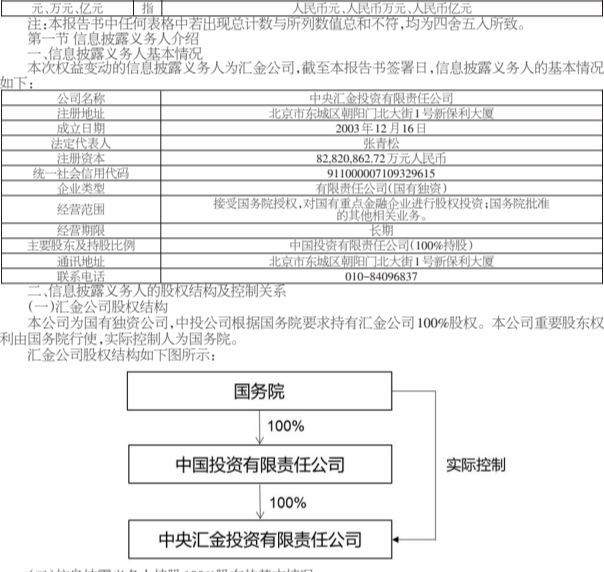 元、万元、亿元 指 人民币元、人民币万元、人民币亿元
注：本报告书中任何表格中若出现总计数与所列数值总和不符，均为四舍五入所致。
第一节 信息披露义务人介绍
一、信息披露义务人基本情况
本次权益变动的信息披露义务人为汇金公司，截至本报告书签署日，信息披露义务人的基本情况
如下：
公司名称 中央汇金投资有限责任公司
注册地址 北京市东城区朝阳门北大街1号新保利大厦
成立日期 2003年12月16日
法定代表人 张青松
注册资本 82,820,862.72万元人民币
统一社会信用代码 911000007109329615
企业类型 有限责任公司（国有独资）
经营范围 接受国务院授权，对国有重点金融企业进行股权投资；国务院批准
的其他相关业务。
经营期限 长期
主要股东及持股比例 中国投资有限责任公司（100%持股）
通讯地址 北京市东城区朝阳门北大街1号新保利大厦
联系电话 010-84096837
二、信息披露义务人的股权结构及控制关系
（一）汇金公司股权结构
本公司为国有独资公司，中投公司根据国务院要求持有汇金公司100%股权。本公司重要股东权
利由国务院行使，实际控制人为国务院。
汇金公司股权结构如下图所示：
国务院
100%
中国投资有限责任公司
实际控制
100%
中央汇金投资有限责任公司